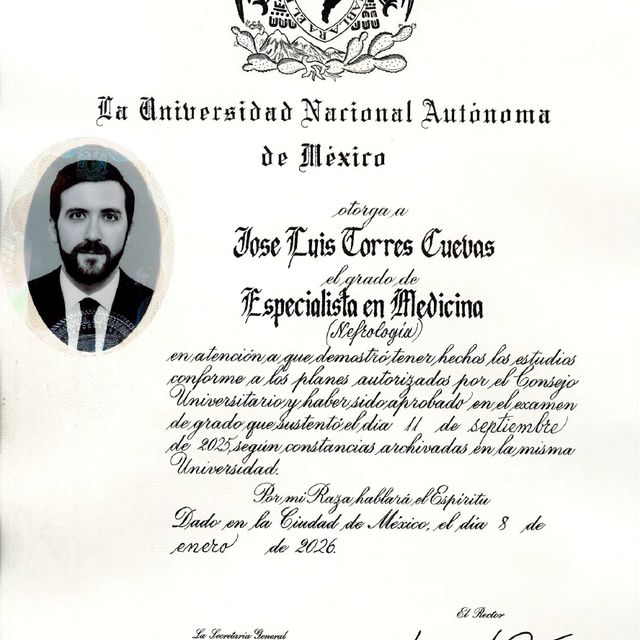 HABLARA EL
La Universidad Nacional Autónoma
de México
otorga a
Jose Luis Torres Cuevas
el grado de
Especialista en Medicina
(Nefrología)
en atención a que demostró tener hechos los estudios
conforme a los planes autorizados por el Consejo
Universitario y haber sido aprobado en el examen
de grado que sustentó el día 11 de septiembre
de 2025, según constancias archivadas en la misma
Universidad.
Por mi Raza hablará el Espíritu
Dado en la Ciudad de México, el día 8 de
enero de 2026.
El Rector
La Secretaria General